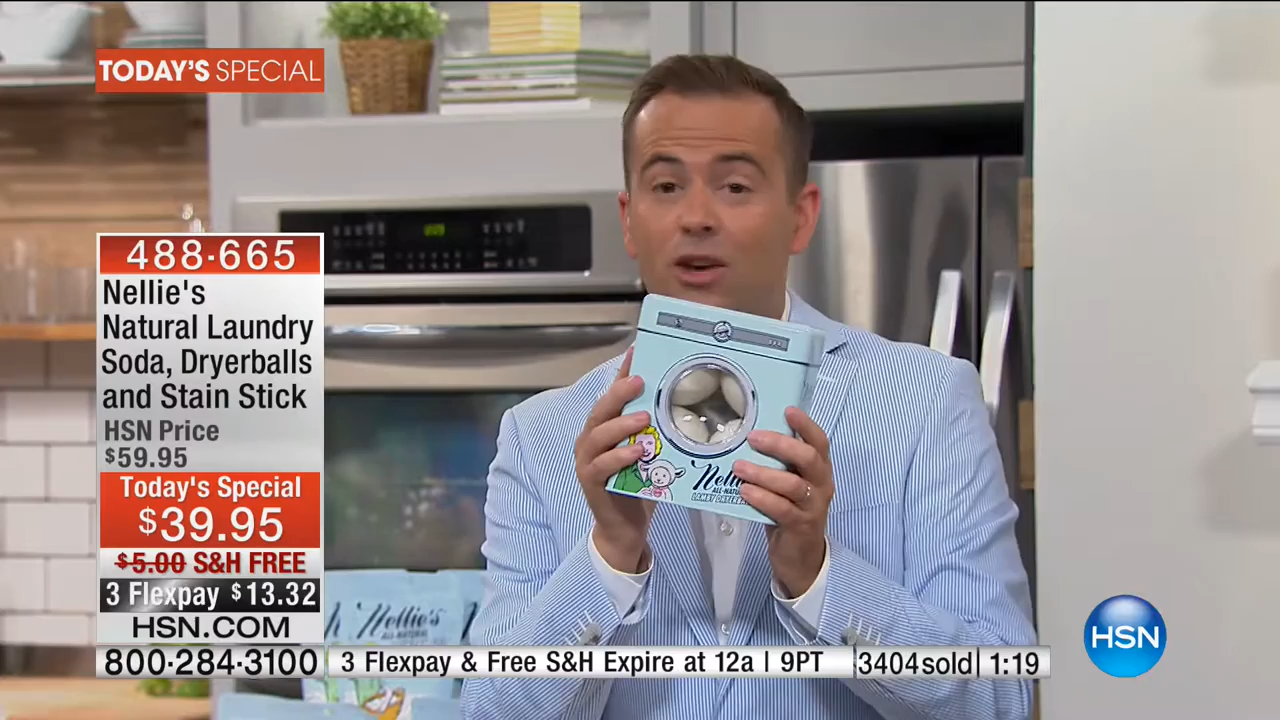 TODAY'S SPECIAL
488·665
Nellie's
Natural Laundry
Soda, Dryerballs
and Stain Stick
HSN Price
$59.95
Today's Special
$39.95
$5.00 S&H FREE
3 Flexpay $13.32
HSN.COM
800·284·3100
3 Flexpay & Free S&H Expire at 12a | 9PT
3404sold
1:19
HSN
Nellie's
ALL-NATURAL